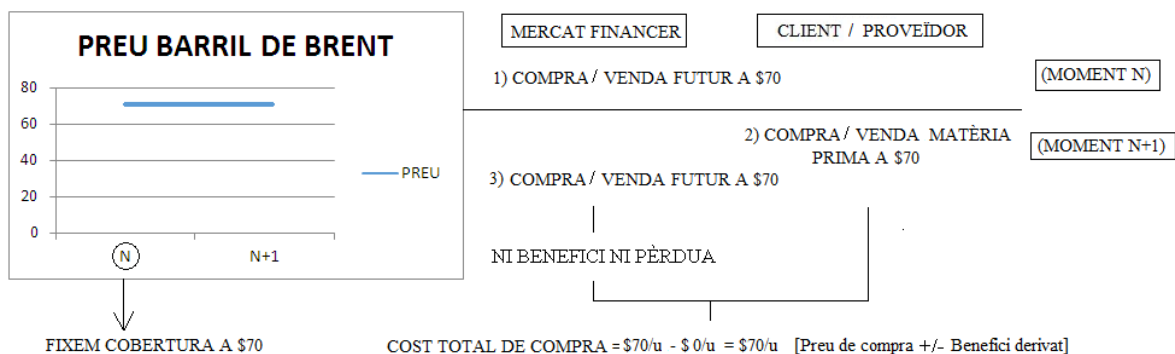 PREU BARRIL DE BRENT
80
60
40
20
0
N
N+1
PREU
FIXEM COBERTURA A $70
MERCAT FINANCER
CLIENT / PROVEÏDOR
1) COMPRA / VENDA FUTUR A $70
(MOMENT N)
2) COMPRA / VENDA MATÈRIA
PRIMA A $70
(MOMENT N+1)
3) COMPRA / VENDA FUTUR A $70
NI BENEFICI NI PÈRDUA
COST TOTAL DE COMPRA = $70/u - $ 0/u = $70/u [Preu de compra +/- Benefici derivat]